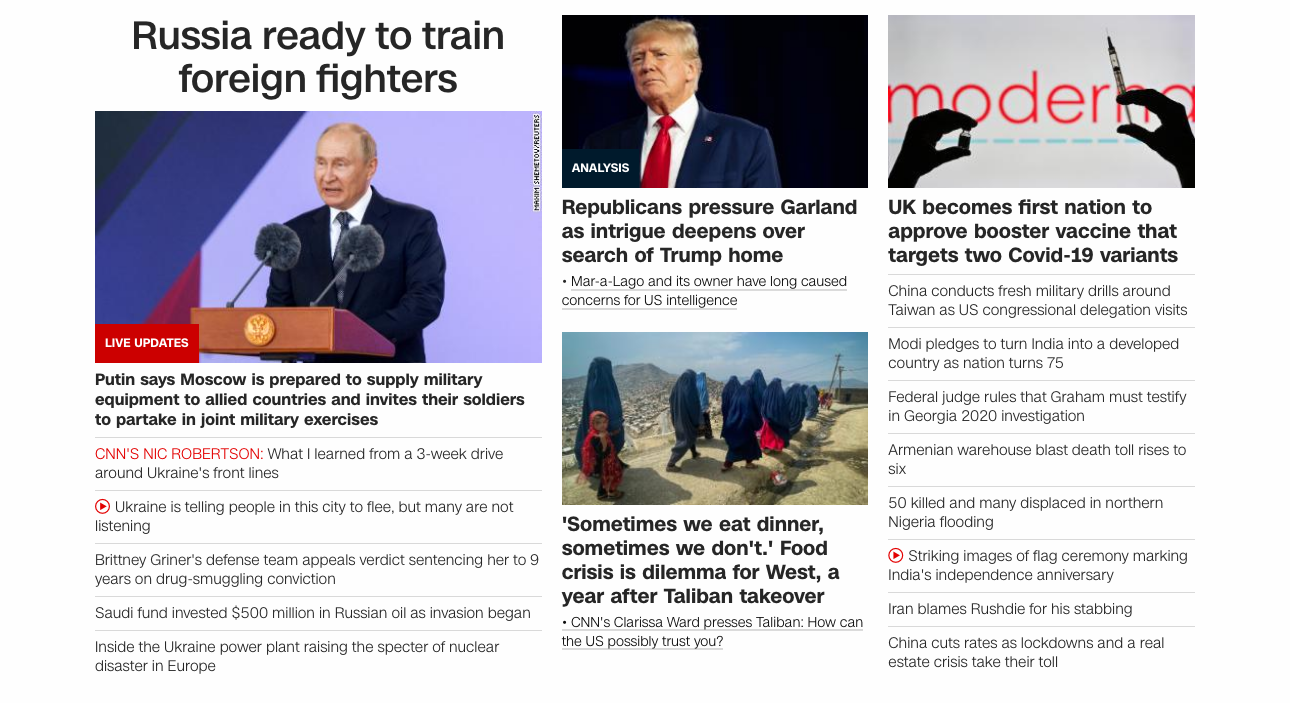 Russia ready to train
foreign fighters
MAXIM SHEMETOV/REUTERS
LIVE UPDATES
Putin says Moscow is prepared to supply military
equipment to allied countries and invites their soldiers
to partake in joint military exercises
CNN'S NIC ROBERTSON: What I learned from a 3-week drive
around Ukraine's front lines
Ukraine is telling people in this city to flee, but many are not
listening
Brittney Griner's defense team appeals verdict sentencing her to 9
years on drug-smuggling conviction
Saudi fund invested $500 million in Russian oil as invasion began
Inside the Ukraine power plant raising the specter of nuclear
disaster in Europe
ANALYSIS
Republicans pressure Garland
as intrigue deepens over
search of Trump home
• Mar-a-Lago and its owner have long caused
concerns for US intelligence
'Sometimes we eat dinner,
sometimes we don't.' Food
crisis is dilemma for West, a
year after Taliban takeover
• CNN's Clarissa Ward presses Taliban: How can
the US possibly trust you?
moderna
UK becomes first nation to
approve booster vaccine that
targets two Covid-19 variants
China conducts fresh military drills around
Taiwan as US congressional delegation visits
Modi pledges to turn India into a developed
country as nation turns 75
Federal judge rules that Graham must testify
in Georgia 2020 investigation
Armenian warehouse blast death toll rises to
six
50 killed and many displaced in northern
Nigeria flooding
Striking images of flag ceremony marking
India's independence anniversary
Iran blames Rushdie for his stabbing
China cuts rates as lockdowns and a real
estate crisis take their toll